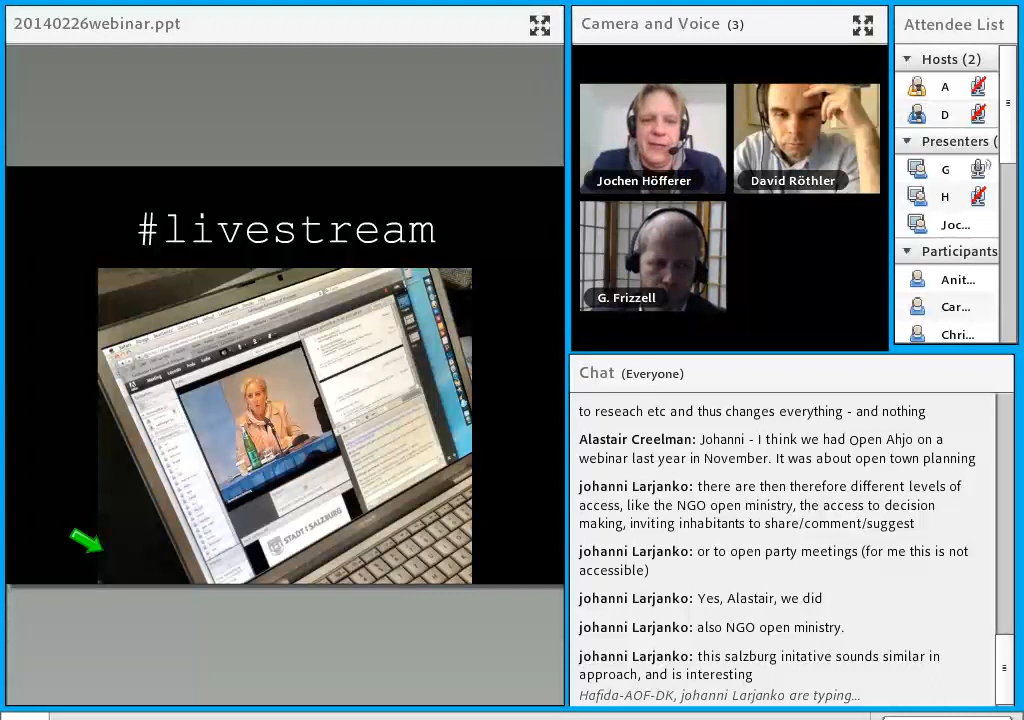 20140226webinar.ppt
#livestream
STADT : SALZBURG
Camera and Voice (3)
Jochen Höfferer
David Röthler
G. Frizzell
Attendee List
Hosts (2)
A
D
Presenters (
G
H
Joc...
Participants
Anit...
Car...
Chri...
Chat (Everyone)
to reseach etc and thus changes everything - and nothing
Alastair Creelman: Johanni - I think we had Open Ahjo on a
webinar last year in November. It was about open town planning
johanni Larjanko: there are then therefore different levels of
access, like the NGO open ministry, the access to decision
making, inviting inhabitants to share/comment/suggest
johanni Larjanko: or to open party meetings (for me this is not
accessible)
johanni Larjanko: Yes, Alastair, we did
johanni Larjanko: also NGO open ministry.
johanni Larjanko: this salzburg initative sounds similar in
approach, and is interesting
Hafida-AOF-DK, johanni Larjanko are typing...